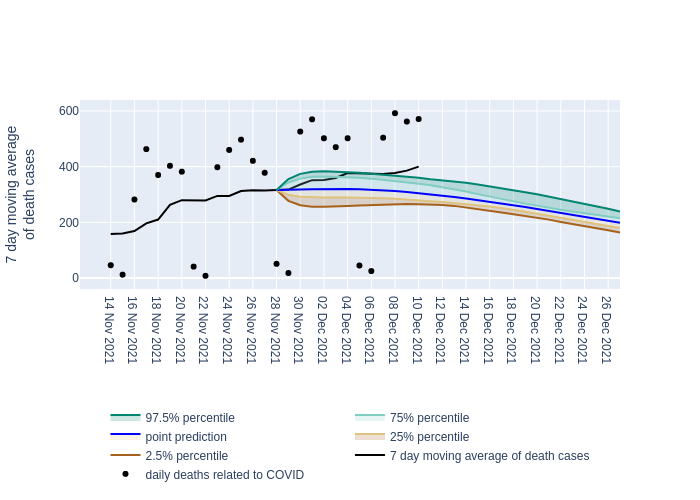 7 day moving average
of death cases
600
400
200
0
14 Nov 2021
16 Nov 2021
18 Nov 2021
20 Nov 2021
22 Nov 2021
24 Nov 2021
26 Nov 2021
28 Nov 2021
30 Nov 2021
02 Dec 2021
04 Dec 2021
06 Dec 2021
08 Dec 2021
10 Dec 2021
12 Dec 2021
14 Dec 2021
16 Dec 2021
18 Dec 2021
20 Dec 2021
22 Dec 2021
24 Dec 2021
26 Dec 2021
97.5% percentile
75% percentile
point prediction
25% percentile
2.5% percentile
7 day moving average of death cases
daily deaths related to COVID